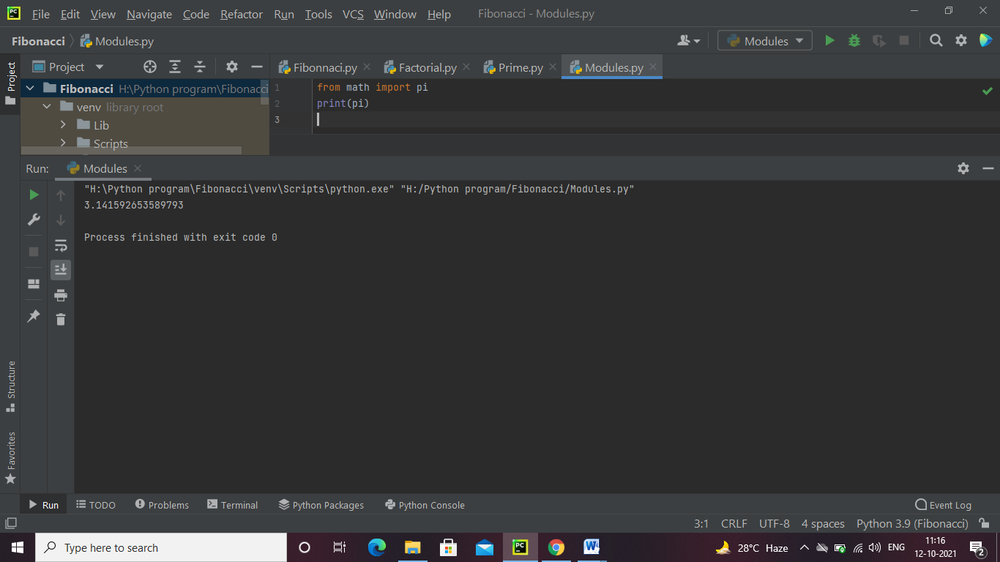 PC
File Edit View Navigate Code Refactor Run Tools VCS Window Help Fibonacci - Modules.py
Fibonacci Modules.py Modules
Project Project Fibonnaci.py Factorial.py Prime.py Modules.py
Fibonacci H:\Python program\Fibonacci
venv library root
Lib
Scripts
1 from math import pi
2 print(pi)
3
Run: Modules
"H:\Python program\Fibonacci\venv\Scripts\python.exe" "H:/Python program/Fibonacci/Modules.py"
3.141592653589793
Process finished with exit code 0
Structure
Favorites
Run TODO Problems Terminal Python Packages Python Console Event Log
3:1 CRLF UTF-8 4 spaces Python 3.9 (Fibonacci)
Type here to search PC W 28°C Haze ENG 11:16
12-10-2021 2